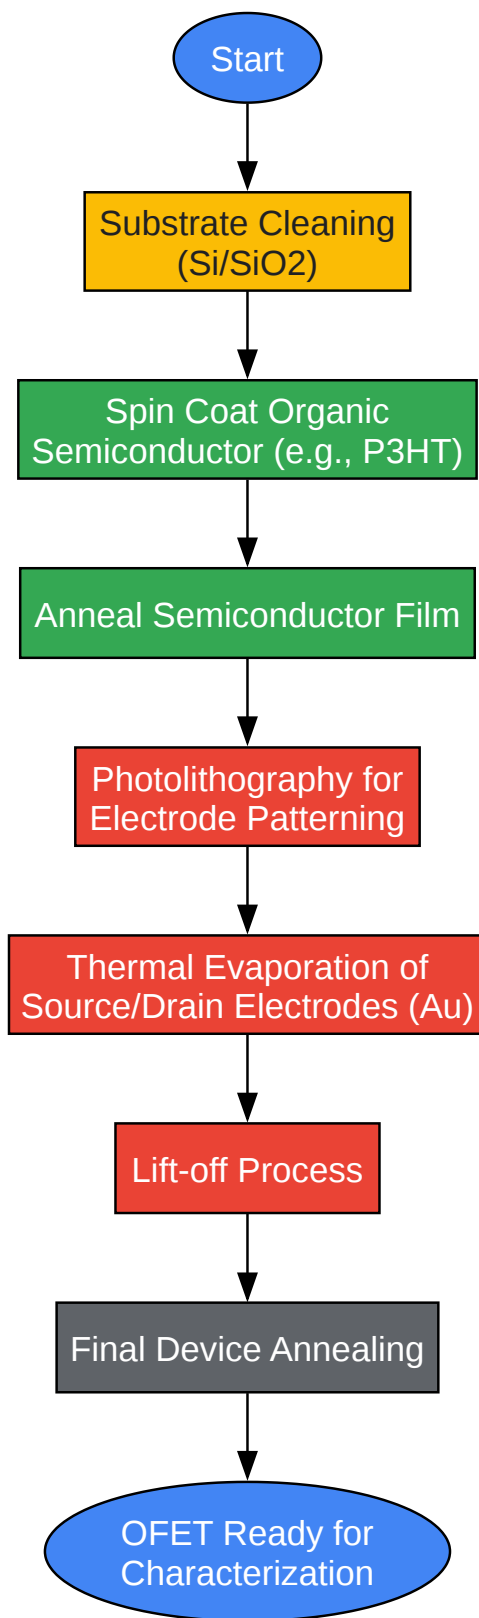 Start
Substrate Cleaning
(Si/SiO2)
Spin Coat Organic
Semiconductor (e.g., P3HT)
Anneal Semiconductor Film
Photolithography for
Electrode Patterning
Thermal Evaporation of
Source/Drain Electrodes (Au)
Lift-off Process
Final Device Annealing
OFET Ready for
Characterization